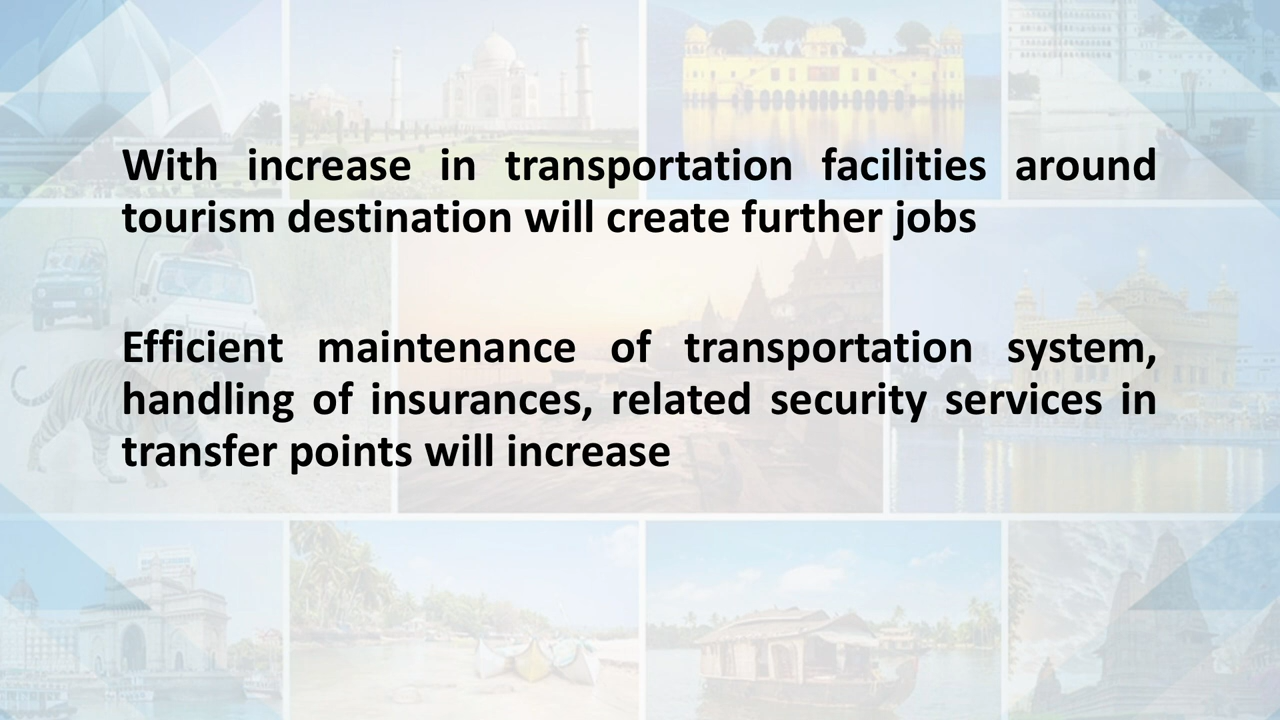 With increase in transportation facilities around
tourism destination will create further jobs
Efficient maintenance of transportation system,
handling of insurances, related security services in
transfer points will increase